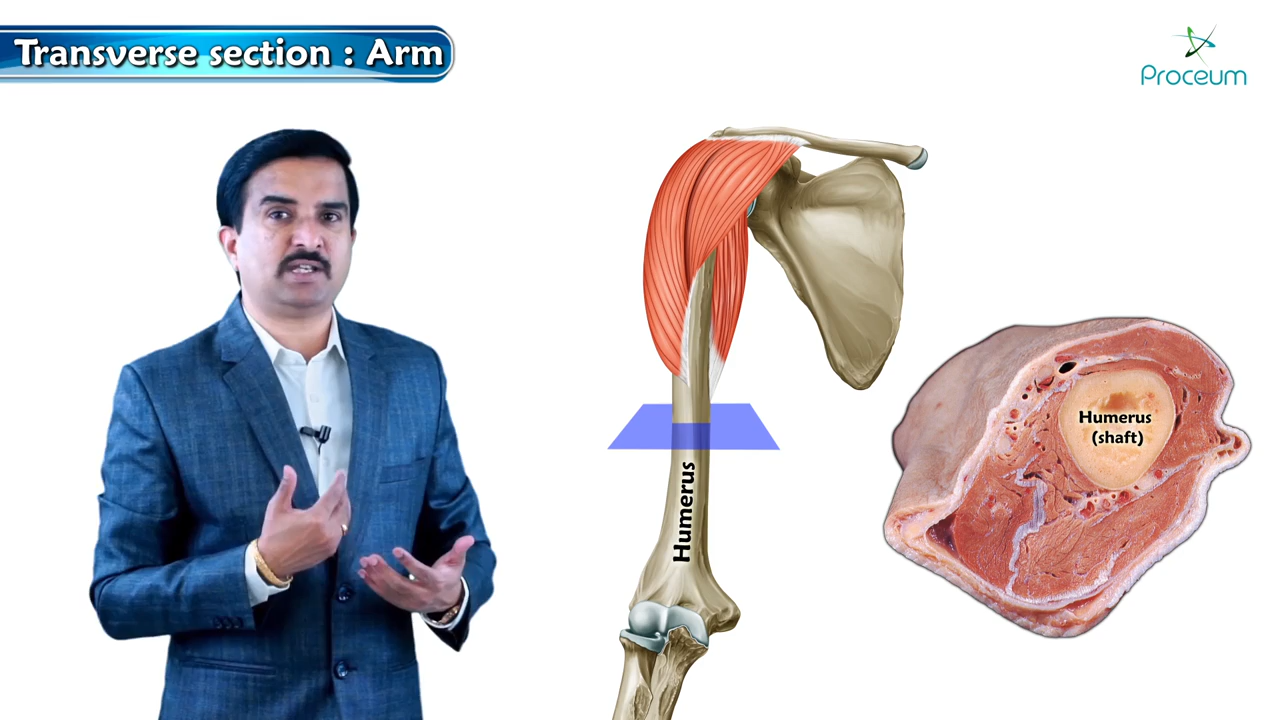 Transverse section : Arm
Proceum
Humerus
Humerus
(shaft)